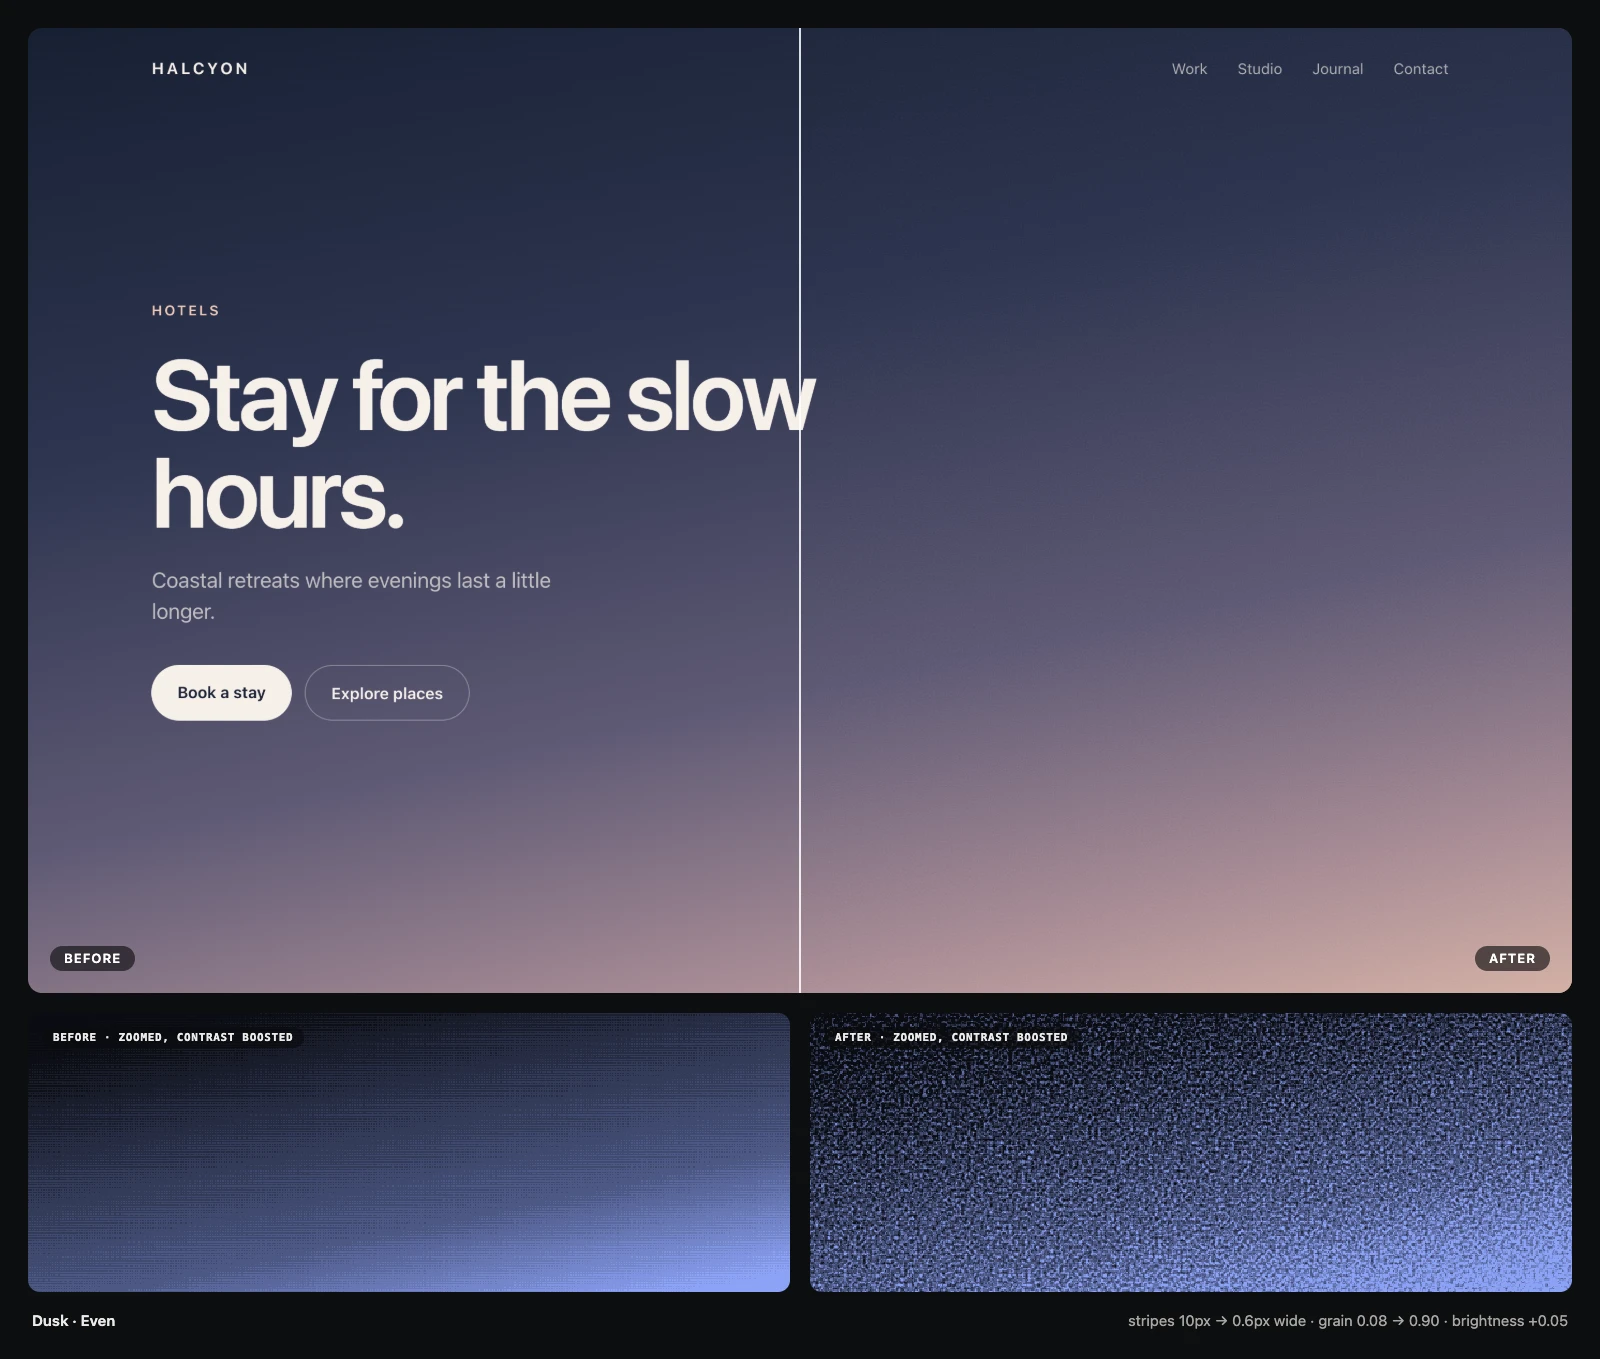 HALCYON
Work Studio Journal Contact
HOTELS
Stay for the slow
hours.
Coastal retreats where evenings last a little
longer.
Book a stay
Explore places
BEFORE
AFTER
BEFORE · ZOOMED, CONTRAST BOOSTED
AFTER · ZOOMED, CONTRAST BOOSTED
Dusk · Even
stripes 10px → 0.6px wide · grain 0.08 → 0.90 · brightness +0.05